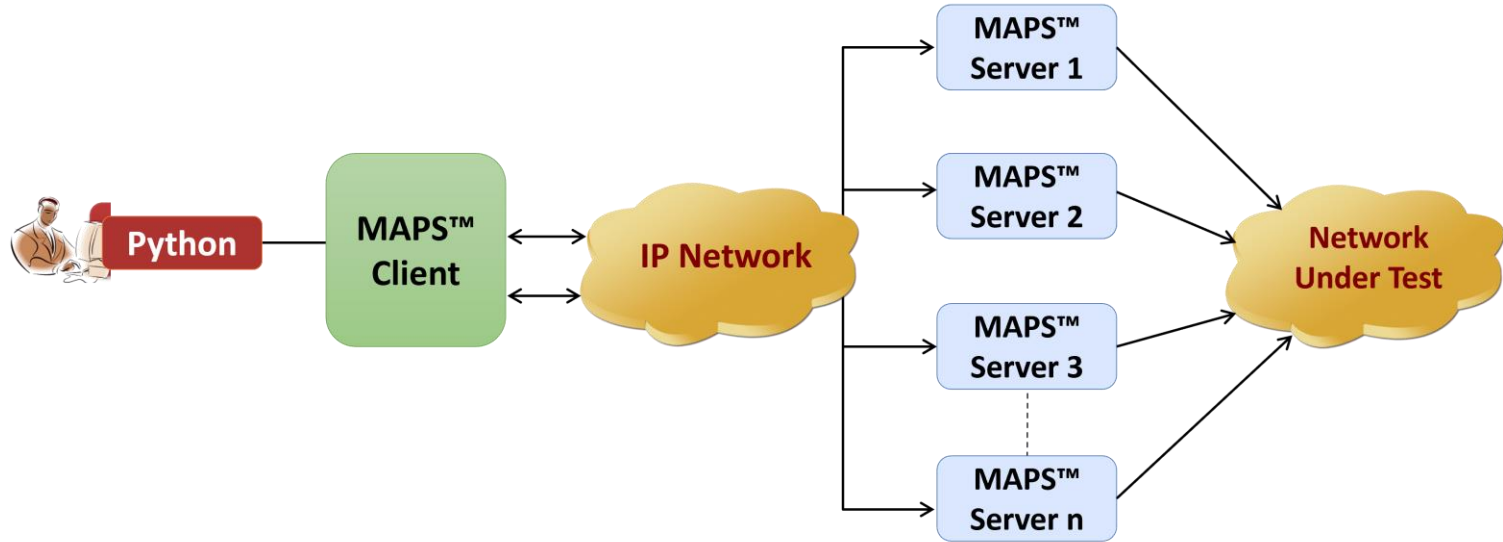 MAPS™
Server 1
MAPS™
Server 2
Python
MAPS™
Client
IP Network
Network
Under Test
MAPS™
Server 3
MAPS™
Server n